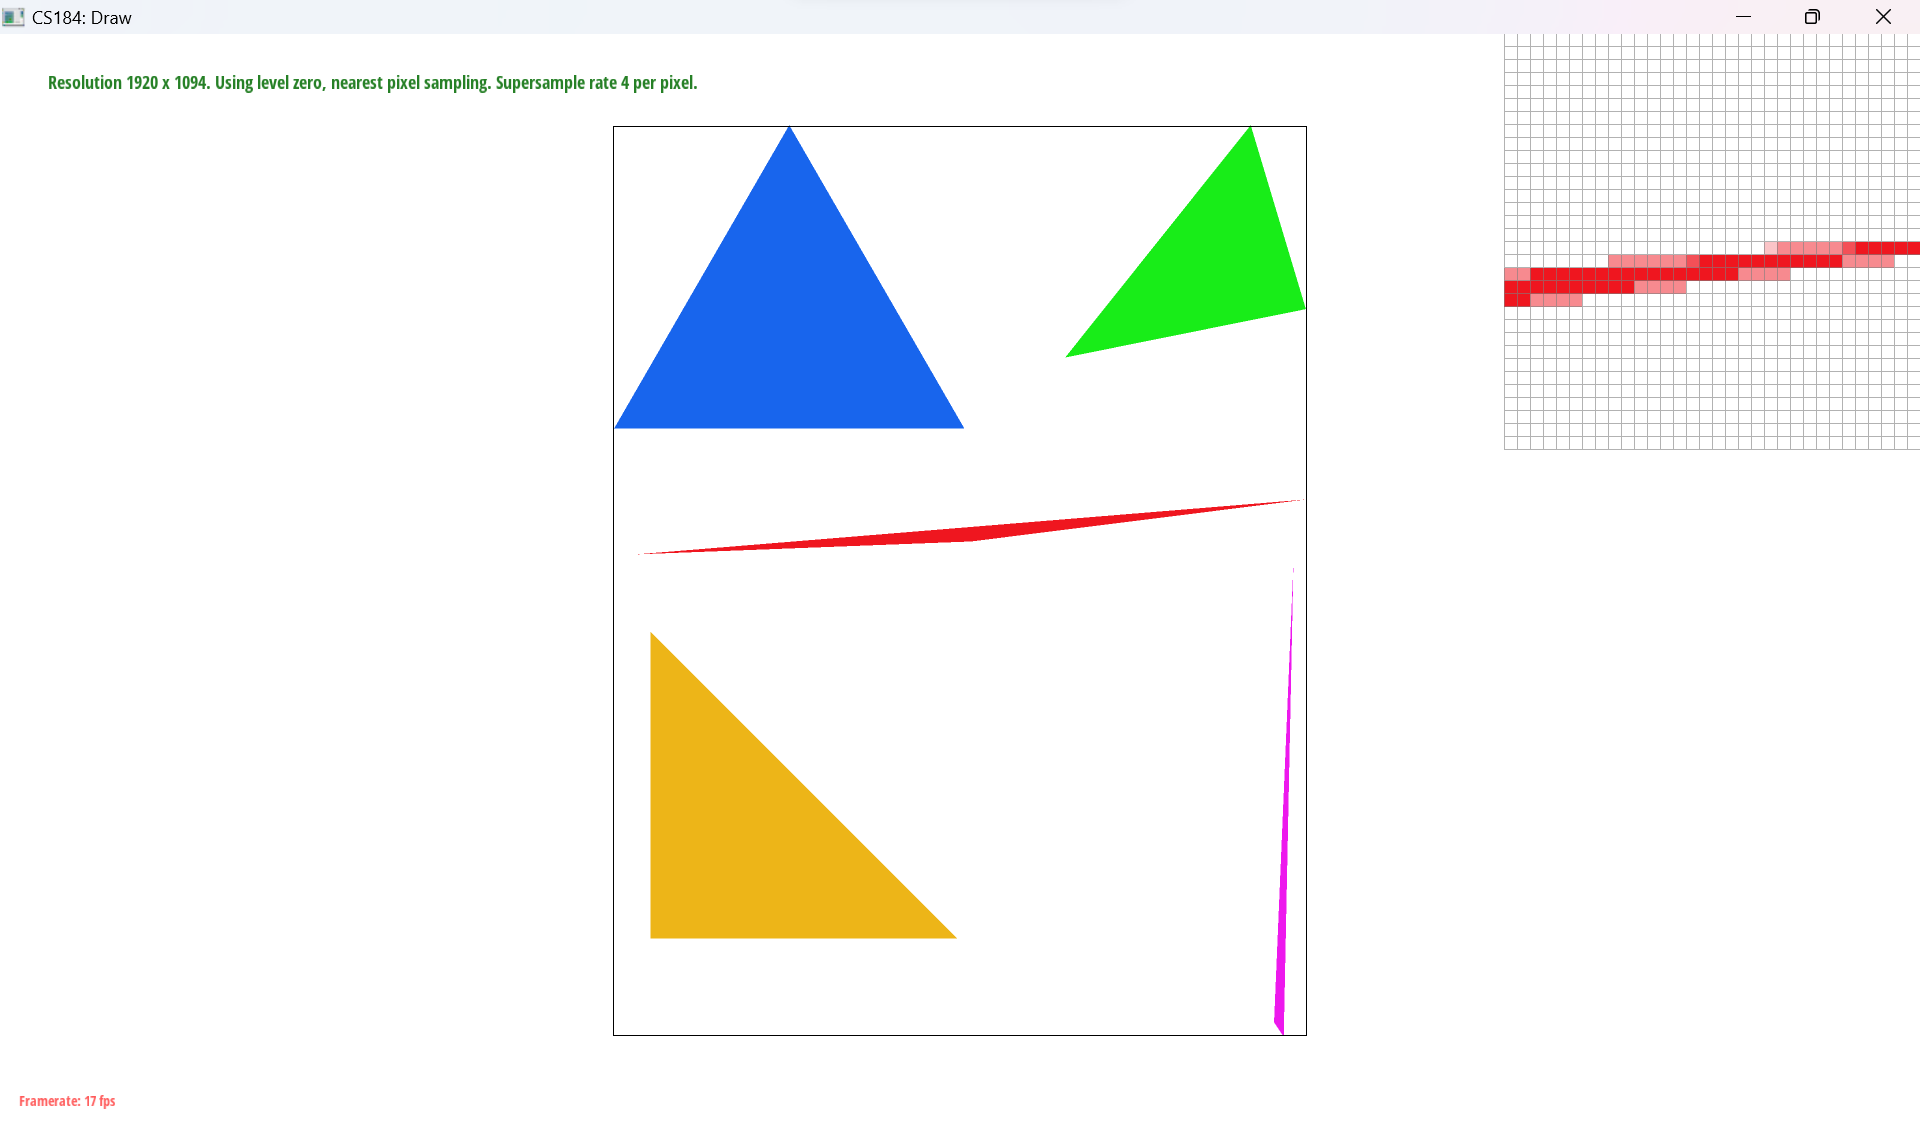 CS184: Draw
Resolution 1920 x 1094. Using level zero, nearest pixel sampling. Supersample rate 4 per pixel.
Framerate: 17 fps